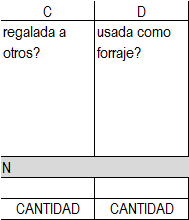 C D
regalada a usada como
otros? forraje?
N
CANTIDAD CANTIDAD